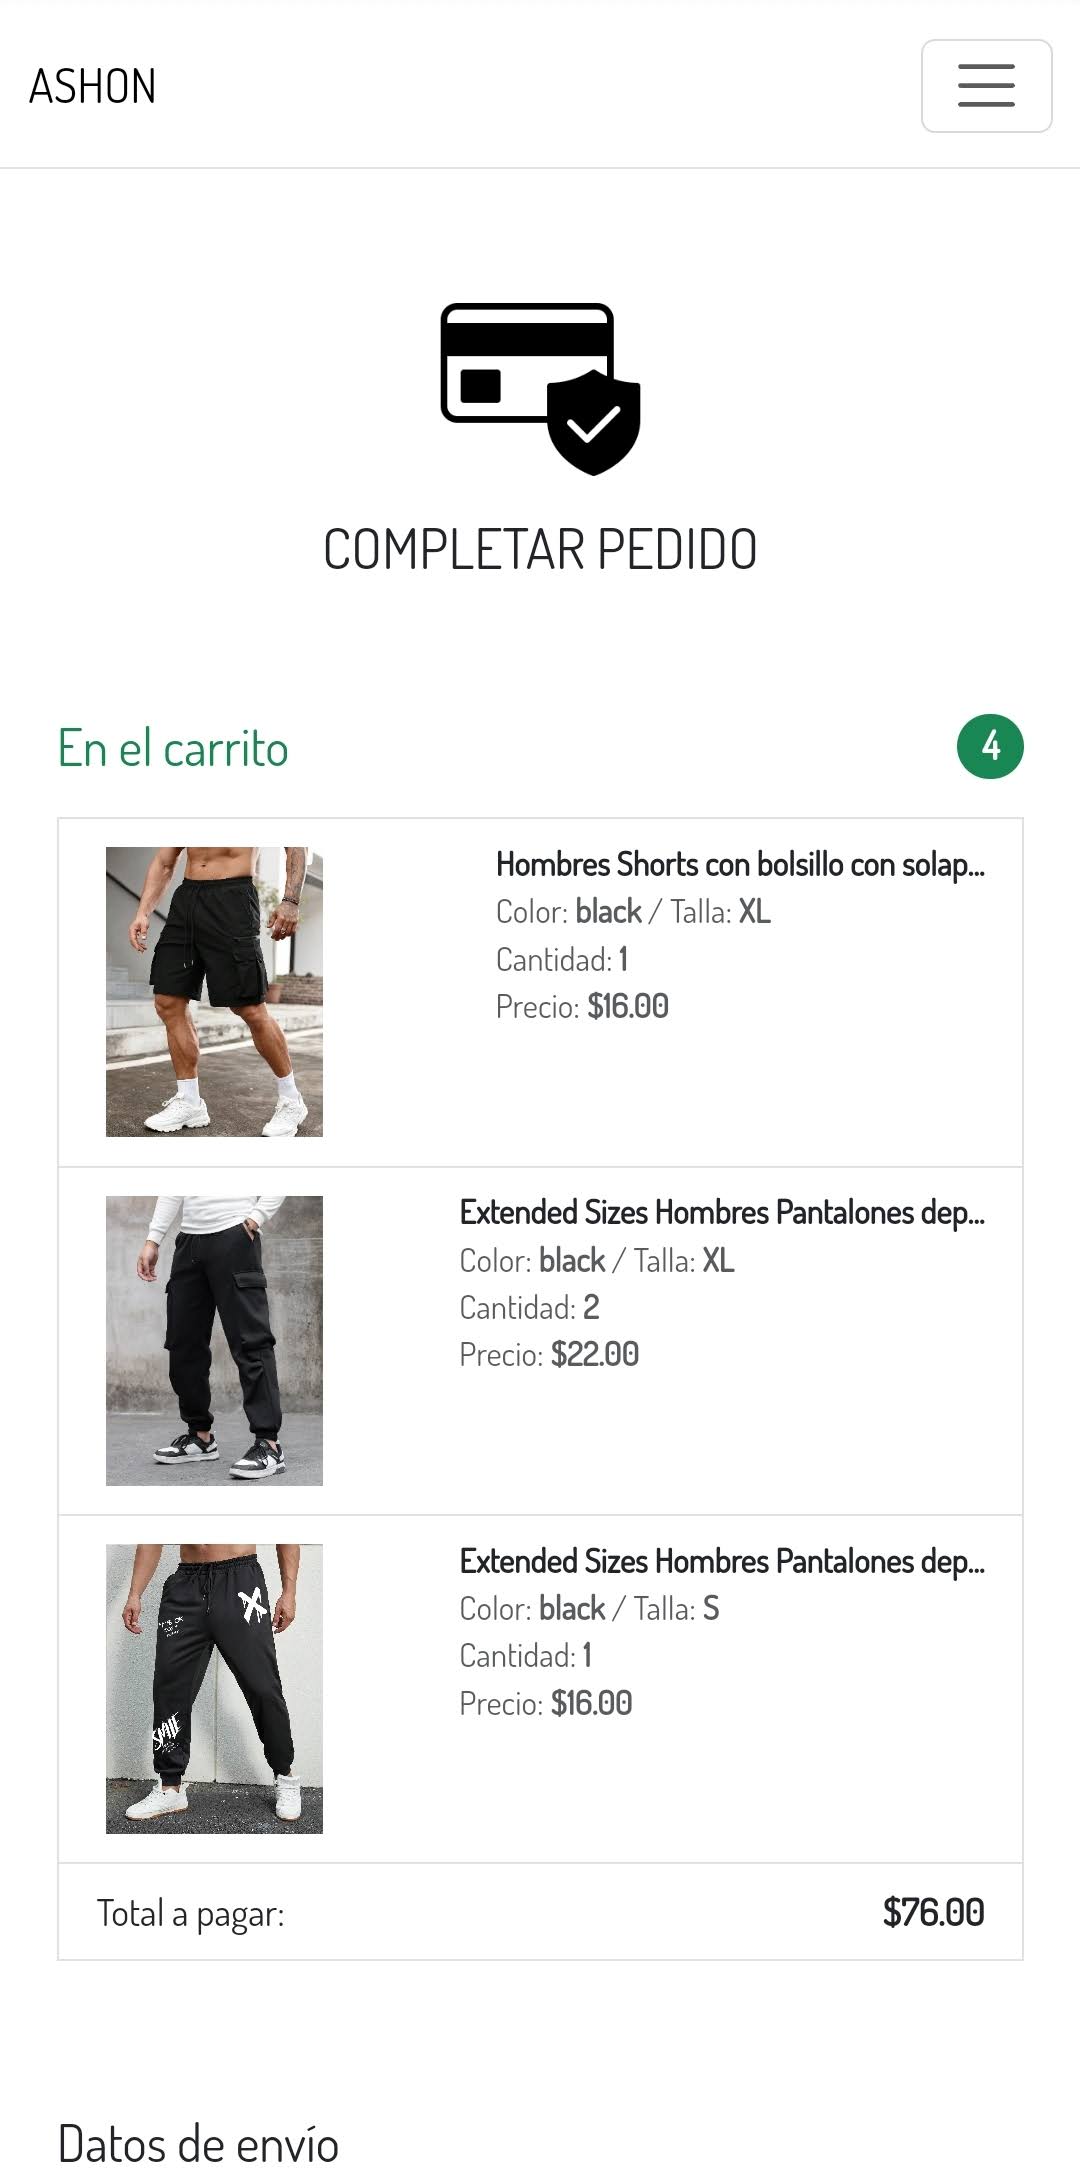 ASHON
COMPLETAR PEDIDO
En el carrito
4
Hombres Shorts con bolsillo con solap...
Color: black / Talla: XL
Cantidad: 1
Precio: $16.00
Extended Sizes Hombres Pantalones dep...
Color: black / Talla: XL
Cantidad: 2
Precio: $22.00
Extended Sizes Hombres Pantalones dep...
Color: black / Talla: S
Cantidad: 1
Precio: $16.00
Total a pagar:
$76.00
Datos de envío